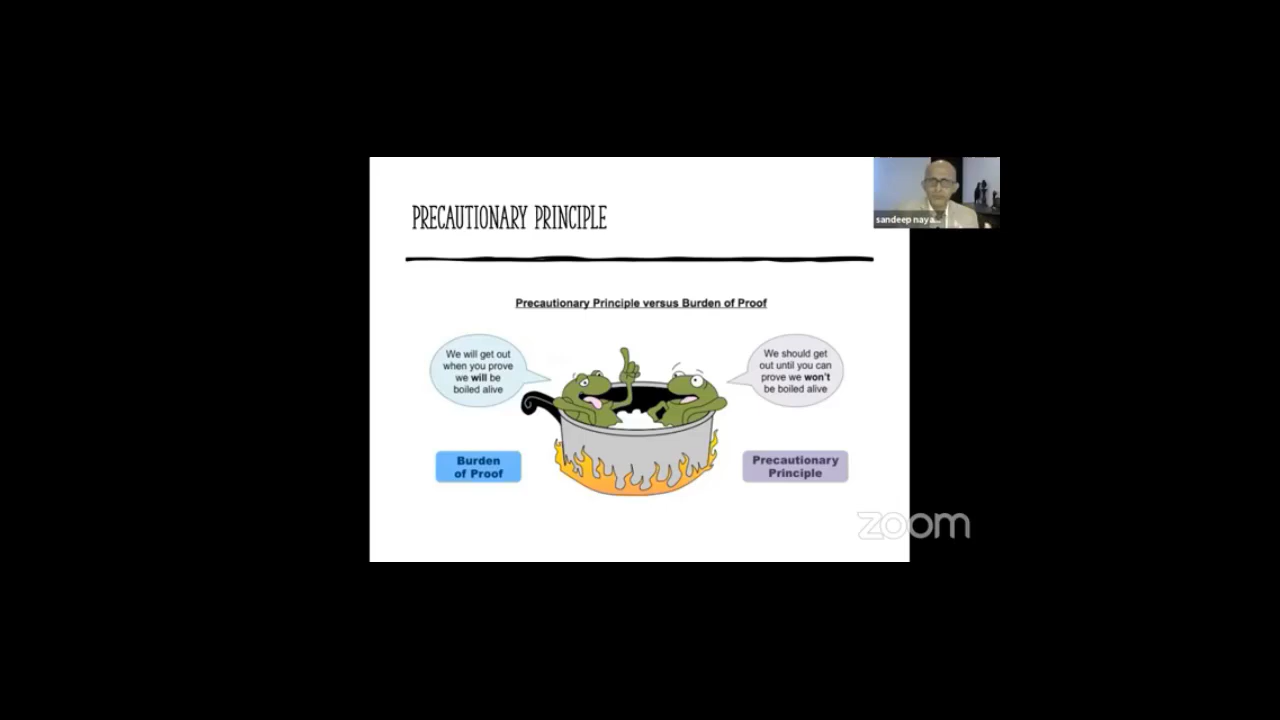 PRECAUTIONARY PRINCIPLE
sandeep naya...
Precautionary Principle versus Burden of Proof
We will get out
when you prove
we will be
boiled alive
We should get
out until you can
prove we won't
be boiled alive
Burden
of Proof
Precautionary
Principle
zoom